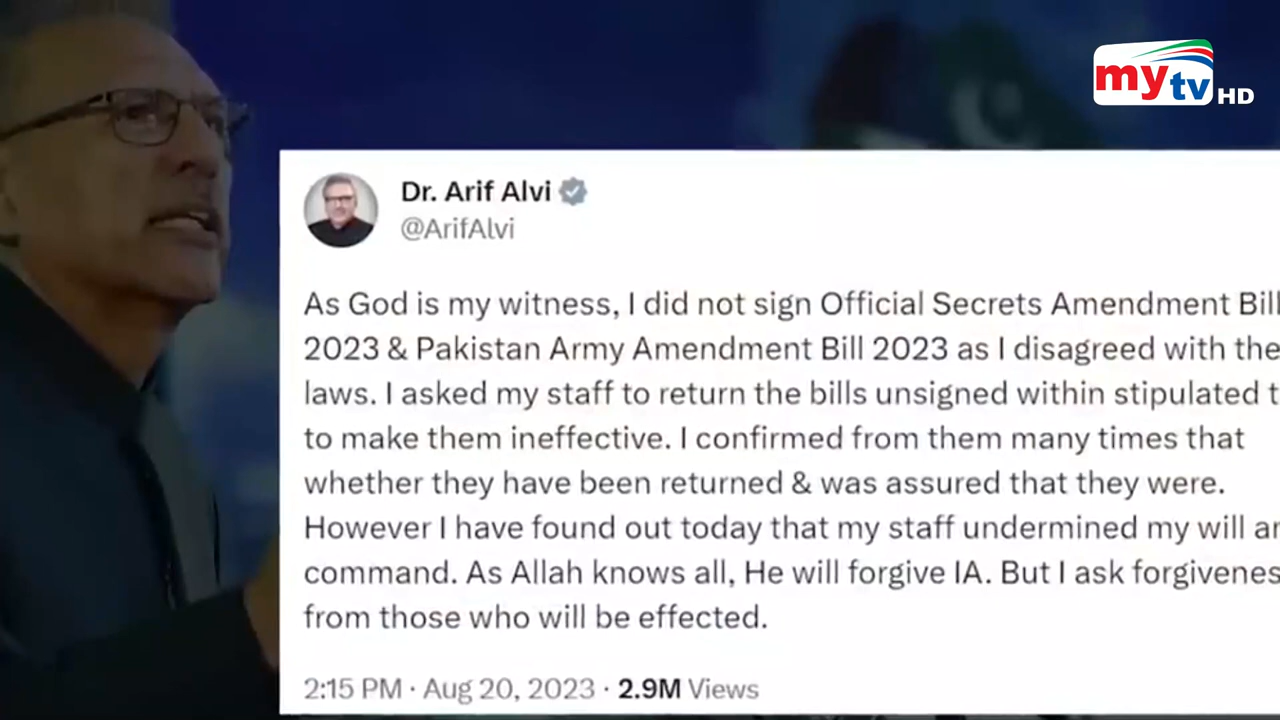 mytv HD
Dr. Arif Alvi
@ArifAlvi
As God is my witness, I did not sign Official Secrets Amendment Bill
2023 & Pakistan Army Amendment Bill 2023 as I disagreed with the
laws. I asked my staff to return the bills unsigned within stipulated t
to make them ineffective. I confirmed from them many times that
whether they have been returned & was assured that they were.
However I have found out today that my staff undermined my will an
command. As Allah knows all, He will forgive IA. But I ask forgivenes
from those who will be effected.
2:15 PM · Aug 20, 2023 · 2.9M Views